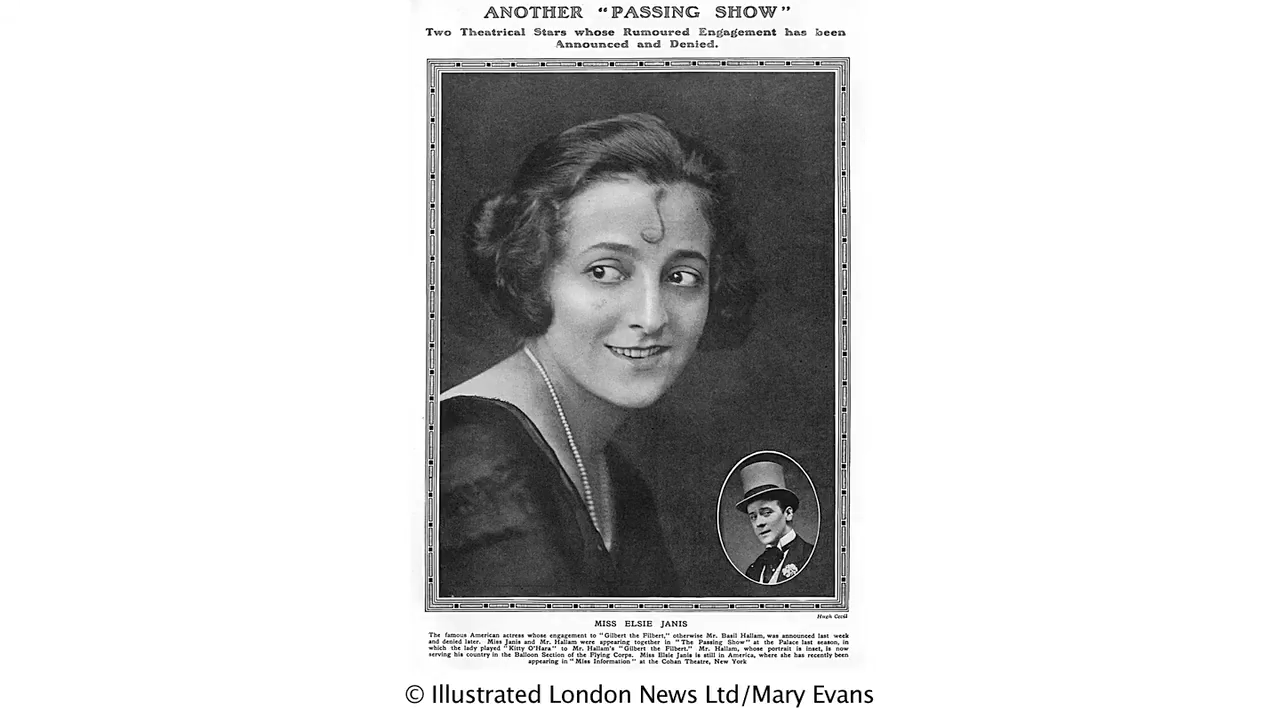 ANOTHER "PASSING SHOW"
Two Theatrical Stars whose Rumoured Engagement has been
Announced and Denied.
Hugh Cecil
MISS ELSIE JANIS
The famous American actress whose engagement to "Gilbert the Filbert," otherwise Mr. Basil Hallam, was announced last week
and denied later. Miss Janis and Mr. Hallam were appearing together in "The Passing Show" at the Palace last season, in
which the lady played "Kitty O'Hara" to Mr. Hallam's "Gilbert the Filbert." Mr. Hallam, whose portrait is inset, is now
serving his country in the Balloon Section of the Flying Corps. Miss Elsie Janis is still in America, where she has recently been
appearing in "Miss Information" at the Cohan Theatre, New York
© Illustrated London News Ltd/Mary Evans